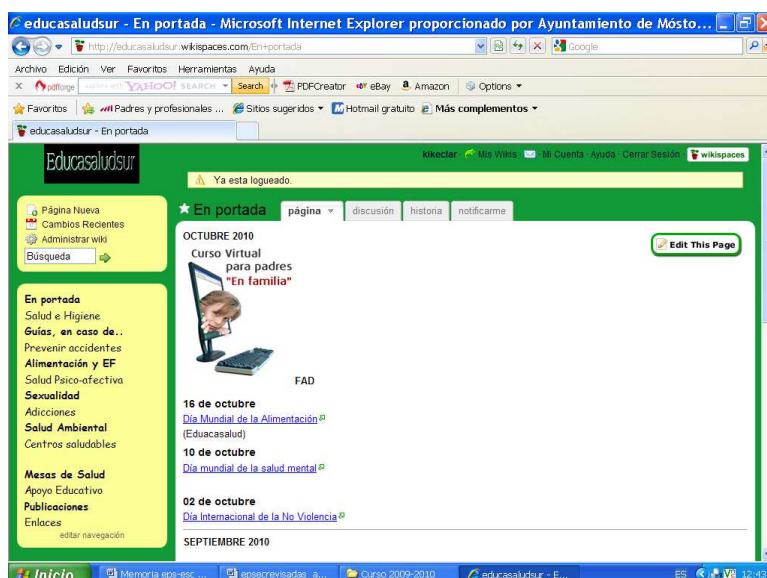 educasaludsur - En portada - Microsoft Internet Explorer proporcionado por Ayuntamiento de Mósto...
http://educasaludsur.wikispaces.com/En+portada
Google
Archivo Edición Ver Favoritos Herramientas Ayuda
X pdfforge YAHOO! SEARCH Search PDFCreator eBay Amazon Options
Favoritos Padres y profesionales ... Sitios sugeridos Hotmail gratuito Más complementos
educasaludsur - En portada
Educasaludsur
kikeclar · Mis Wikis · Mi Cuenta · Ayuda · Cerrar Sesión · wikispaces
Ya esta logueado.
Página Nueva
Cambios Recientes
Administrar wiki
Búsqueda
En portada
Salud e Higiene
Guías, en caso de..
Prevenir accidentes
Alimentación y EF
Salud Psico-afectiva
Sexualidad
Adicciones
Salud Ambiental
Centros saludables
Mesas de Salud
Apoyo Educativo
Publicaciones
Enlaces
editar navegación
En portada página discusión historia notificarme
Edit This Page
OCTUBRE 2010
Curso Virtual
para padres
"En familia"
FAD
16 de octubre
Día Mundial de la Alimentación
(Eduacasalud)
10 de octubre
Día mundial de la salud mental
02 de octubre
Día Internacional de la No Violencia
SEPTIEMBRE 2010
Inicio Memoria eps-esc ... epsecrevisadas_a... Curso 2009-2010 educasaludsur - E... ES 12:43